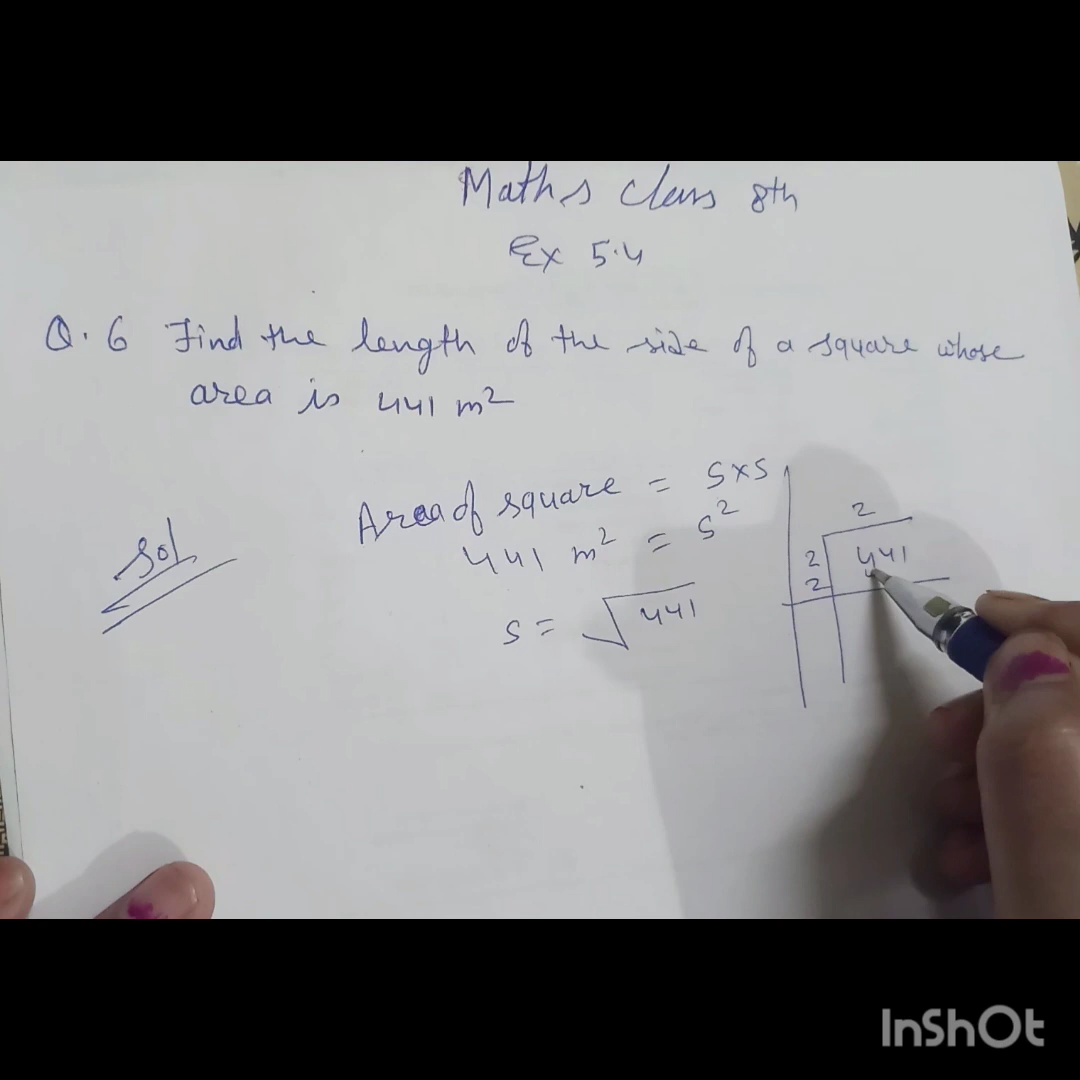 Maths class 8th
Ex 5.4
Q.6 Find the length of the side of a square whose
area is 441 m²
Sol
Area of square = S×S
441 m² = S²
S = √441
2
2 441
2
InShOt